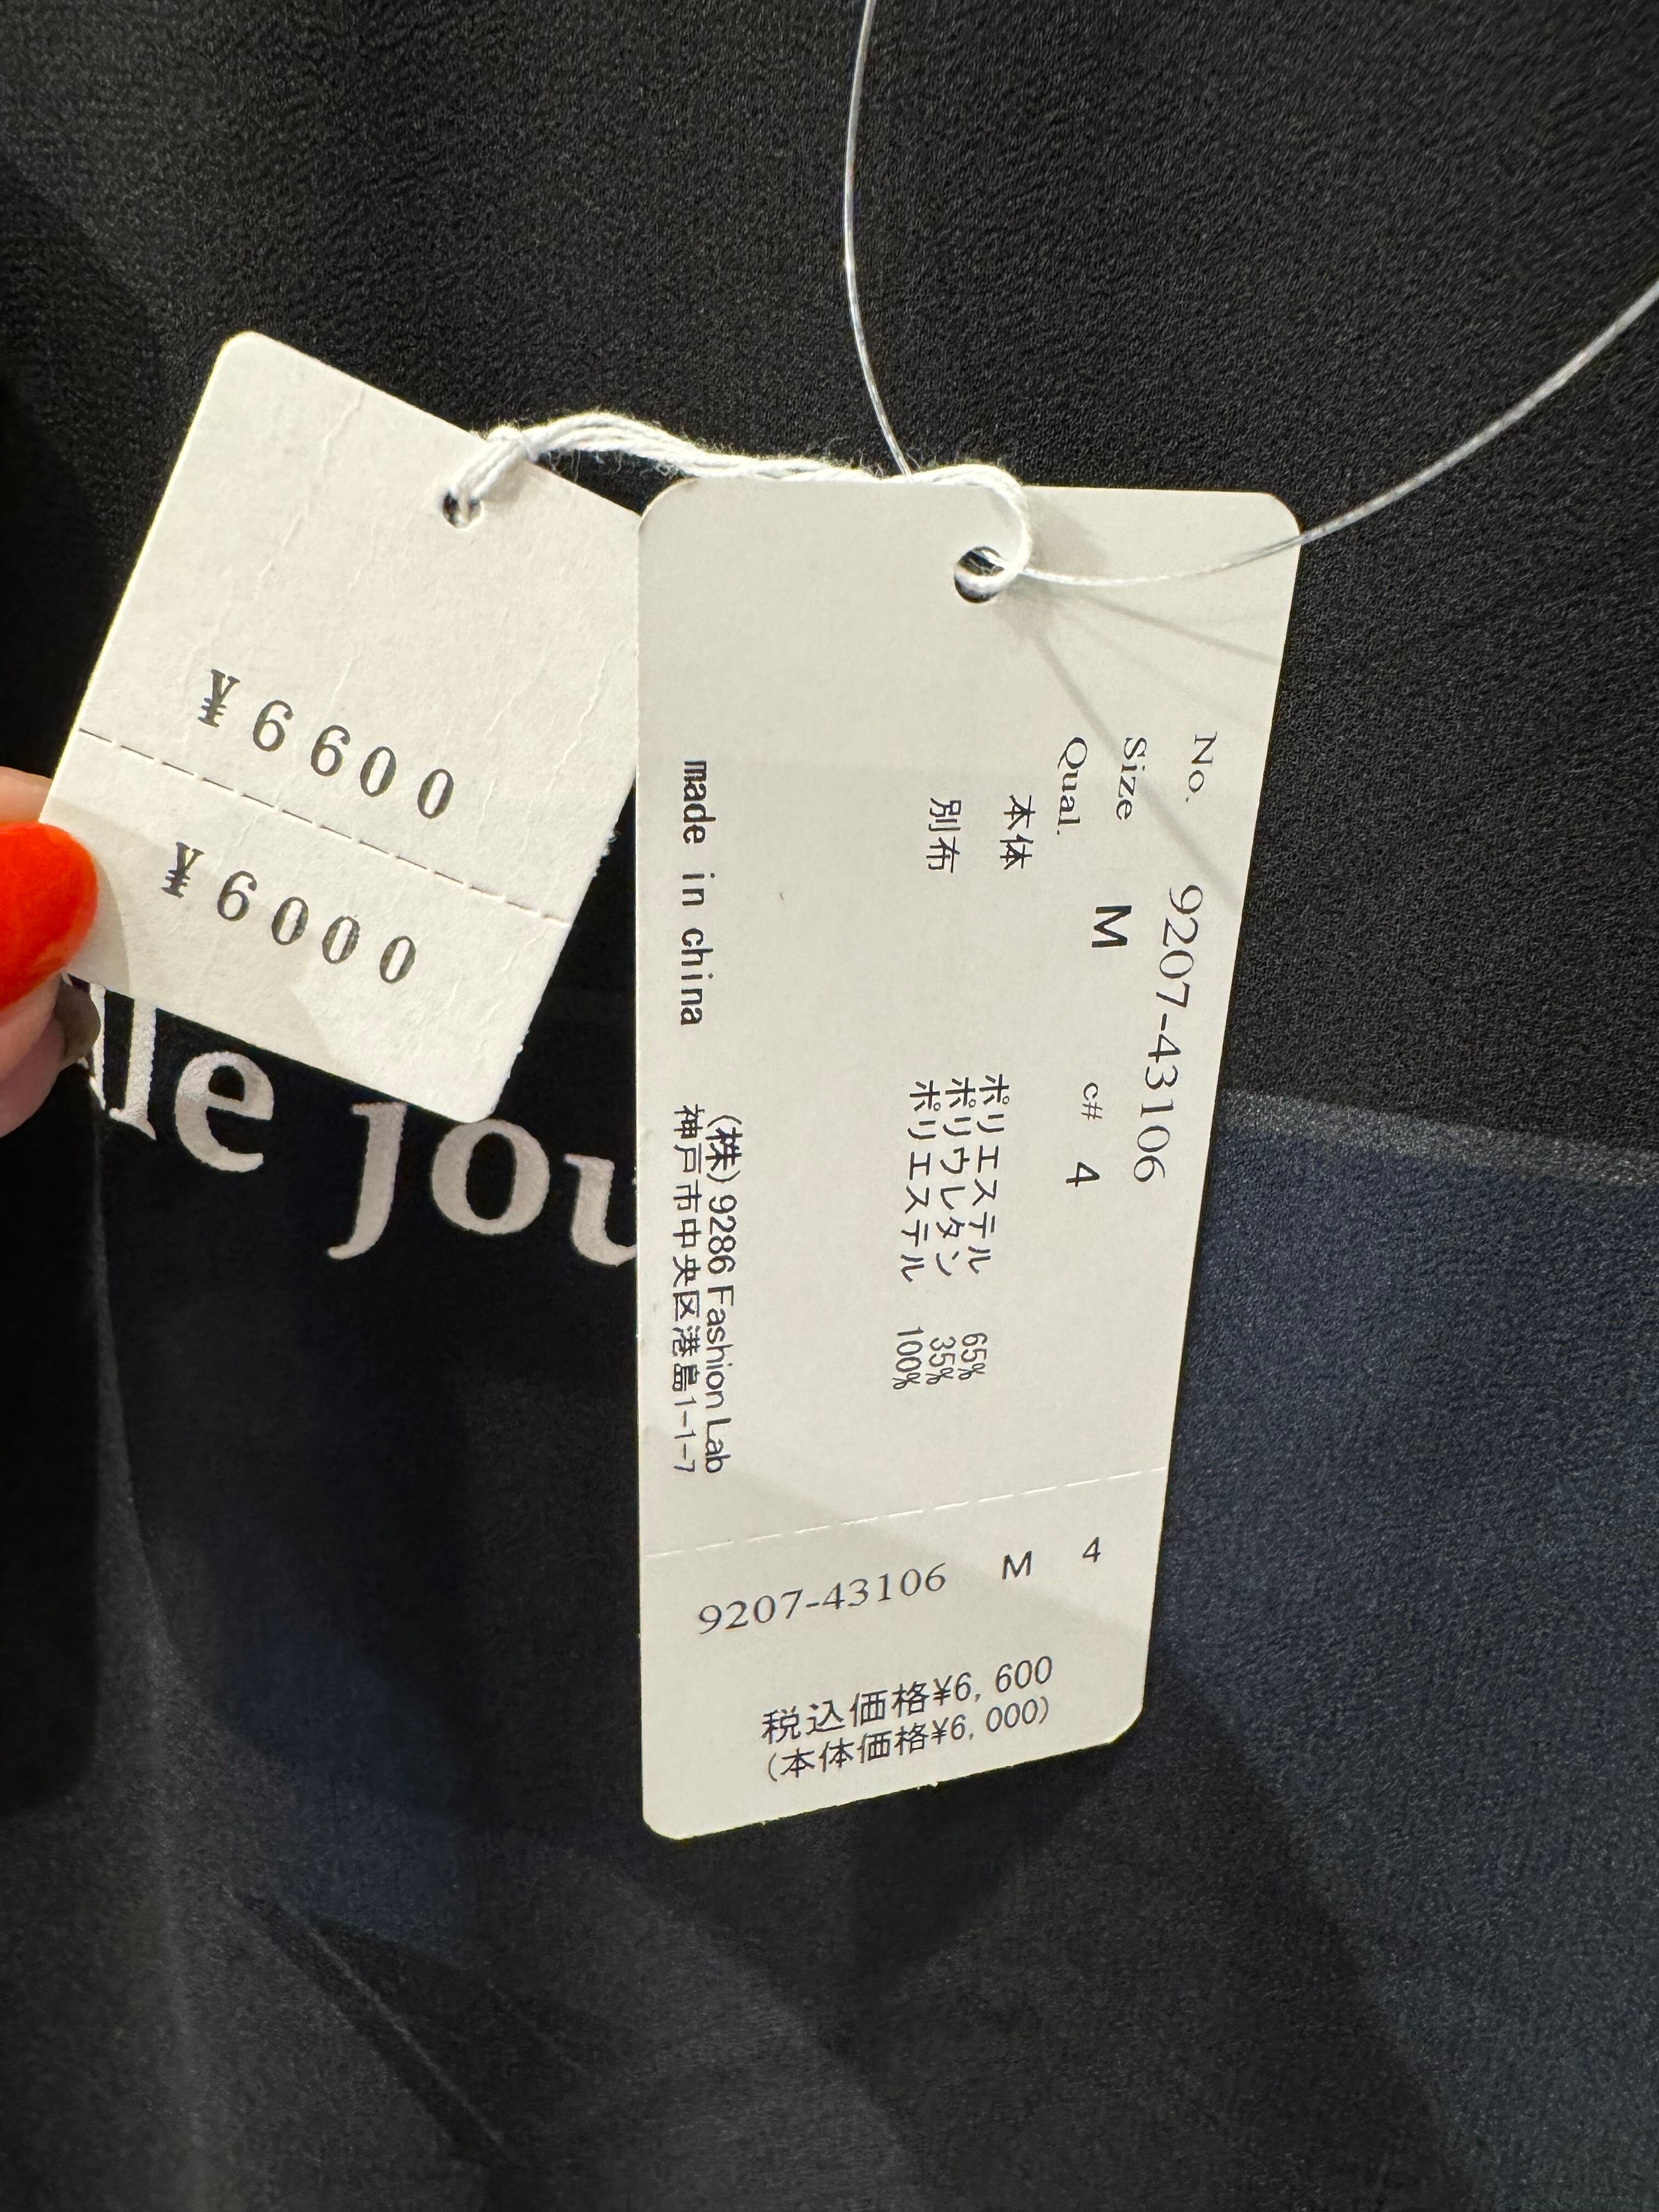 ¥6600
¥6000
No. 9207-43106
Size M c# 4
Qual.
本体 ポリエステル 65%
ポリウレタン 35%
別布 ポリエステル 100%
(株)9286 Fashion Lab
made in china 神戸市中央区港島1-1-7
9207-43106 M 4
税込価格¥6,600
(本体価格¥6,000)